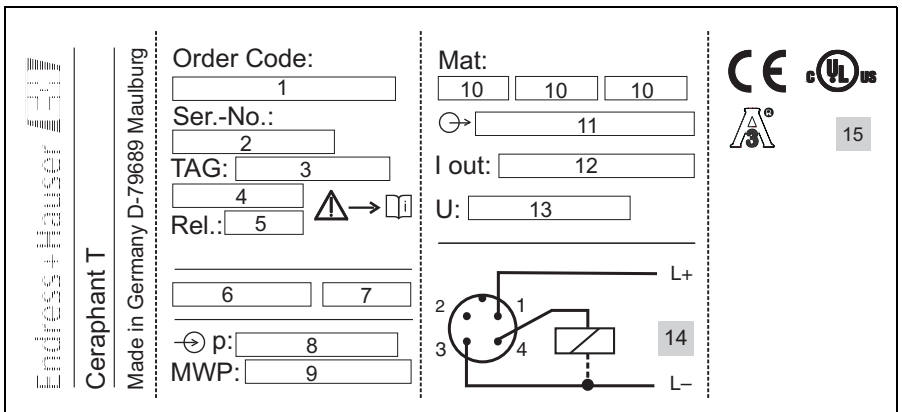 Endress+Hauser EH
Ceraphant T
Made in Germany D-79689 Maulburg
Order Code:
1
Ser.-No.:
2
TAG: 3
4
Rel.: 5
i
6 7
p: 8
MWP: 9
Mat:
10 10 10
11
I out: 12
U: 13
L+
2 1
3 4
14
L–
CE c UL us
A3 ®
15